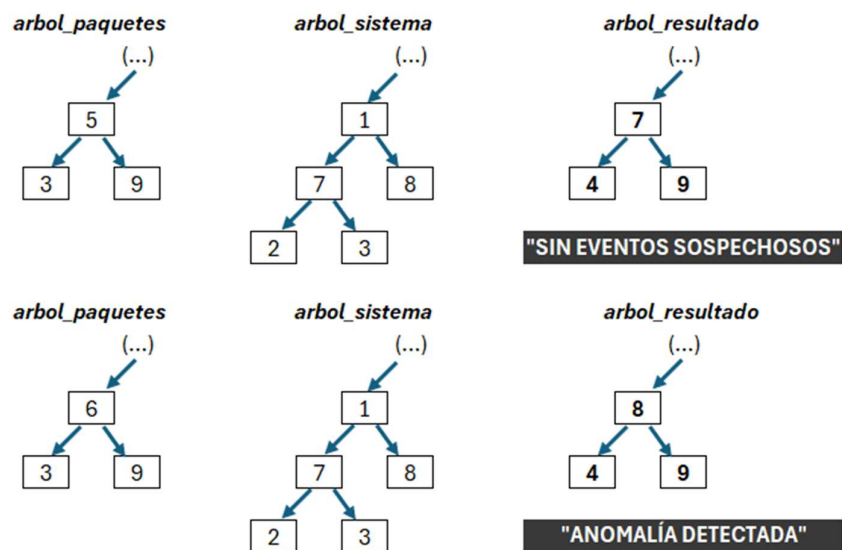 arbol_paquetes arbol_sistema arbol_resultado
(...) (...) (...)
5 1 7
3 9 7 8 4 9
2 3 "SIN EVENTOS SOSPECHOSOS"
arbol_paquetes arbol_sistema arbol_resultado
(...) (...) (...)
6 1 8
3 9 7 8 4 9
2 3 "ANOMALÍA DETECTADA"